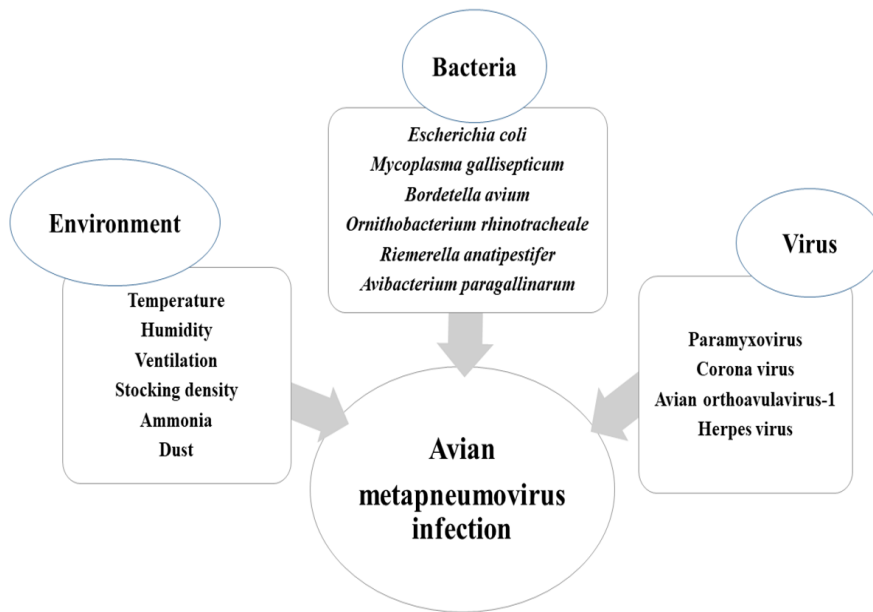 Bacteria
Escherichia coli
Mycoplasma gallisepticum
Bordetella avium
Ornithobacterium rhinotracheale
Riemerella anatipestifer
Avibacterium paragallinarum
Environment
Temperature
Humidity
Ventilation
Stocking density
Ammonia
Dust
Virus
Paramyxovirus
Corona virus
Avian orthoavulavirus-1
Herpes virus
Avian
metapneumovirus
infection